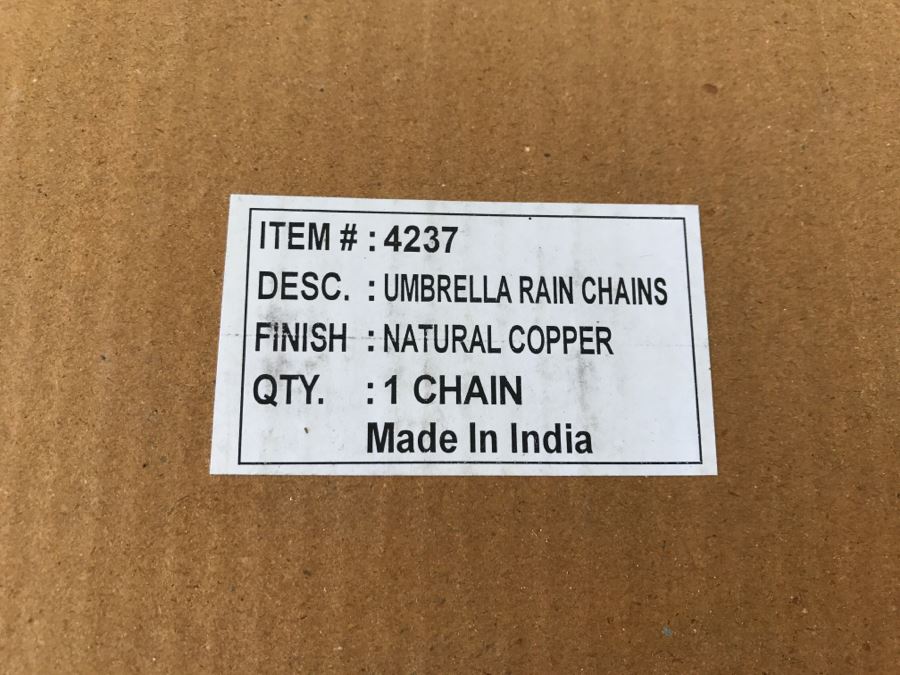 ITEM # : 4237
DESC. : UMBRELLA RAIN CHAINS
FINISH : NATURAL COPPER
QTY. : 1 CHAIN
Made In India